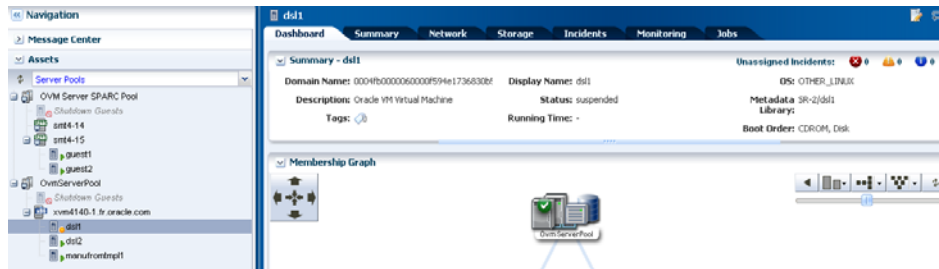 Navigation
Message Center
Assets
Server Pools
OVM Server SPARC Pool
Shutdown Guests
smt4-14
smt4-15
guest1
guest2
OvmServerPool
Shutdown Guests
xvm4140-1.fr.oracle.com
dsl1
dsl2
manufromtmpl1
dsl1
Dashboard Summary Network Storage Incidents Monitoring Jobs
Summary - dsl1
Unassigned Incidents: 0 0 0
Domain Name: 0004fb0000060000f594e1736830b Display Name: dsl1 OS: OTHER_LINUX
Description: Oracle VM Virtual Machine Status: suspended Metadata Library: SR-2/dsl1
Tags: Running Time: -
Boot Order: CDROM, Disk
Membership Graph
OvmServerPool